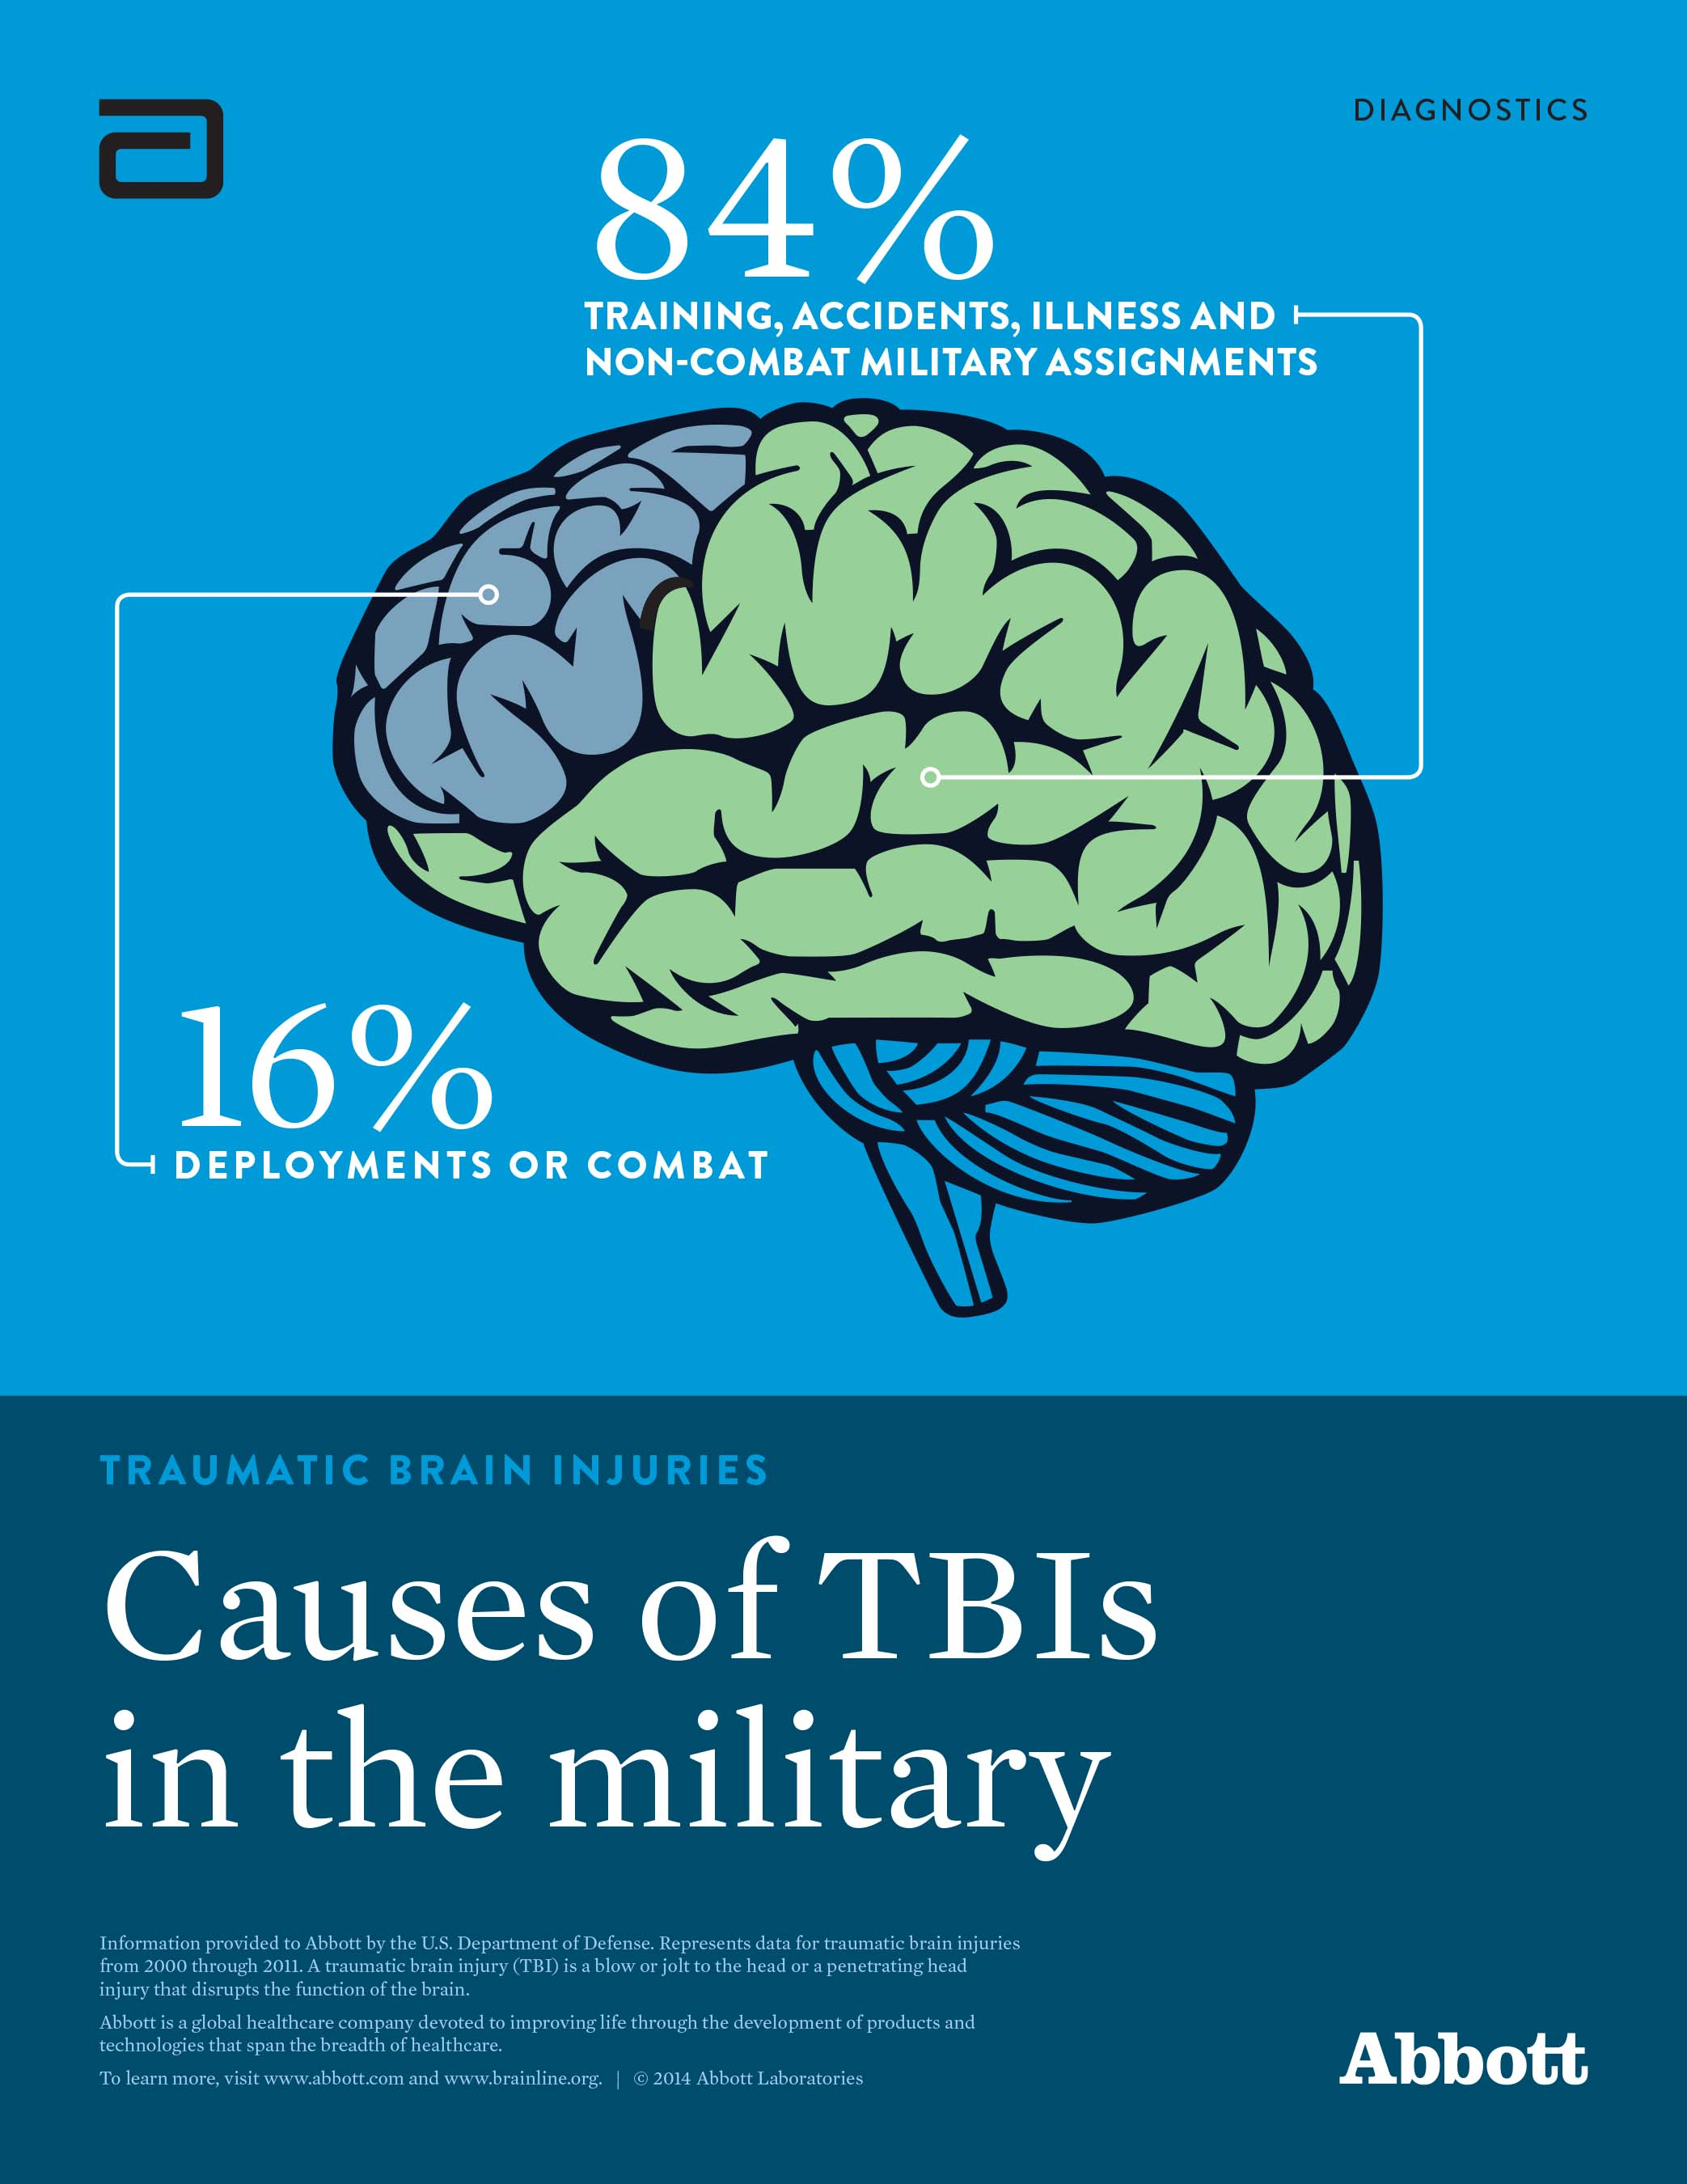 DIAGNOSTICS
84%
TRAINING, ACCIDENTS, ILLNESS AND
NON-COMBAT MILITARY ASSIGNMENTS
16%
DEPLOYMENTS OR COMBAT
TRAUMATIC BRAIN INJURIES
Causes of TBIs
in the military
Information provided to Abbott by the U.S. Department of Defense. Represents data for traumatic brain injuries
from 2000 through 2011. A traumatic brain injury (TBI) is a blow or jolt to the head or a penetrating head
injury that disrupts the function of the brain.
Abbott is a global healthcare company devoted to improving life through the development of products and
technologies that span the breadth of healthcare.
To learn more, visit www.abbott.com and www.brainline.org. | © 2014 Abbott Laboratories
Abbott